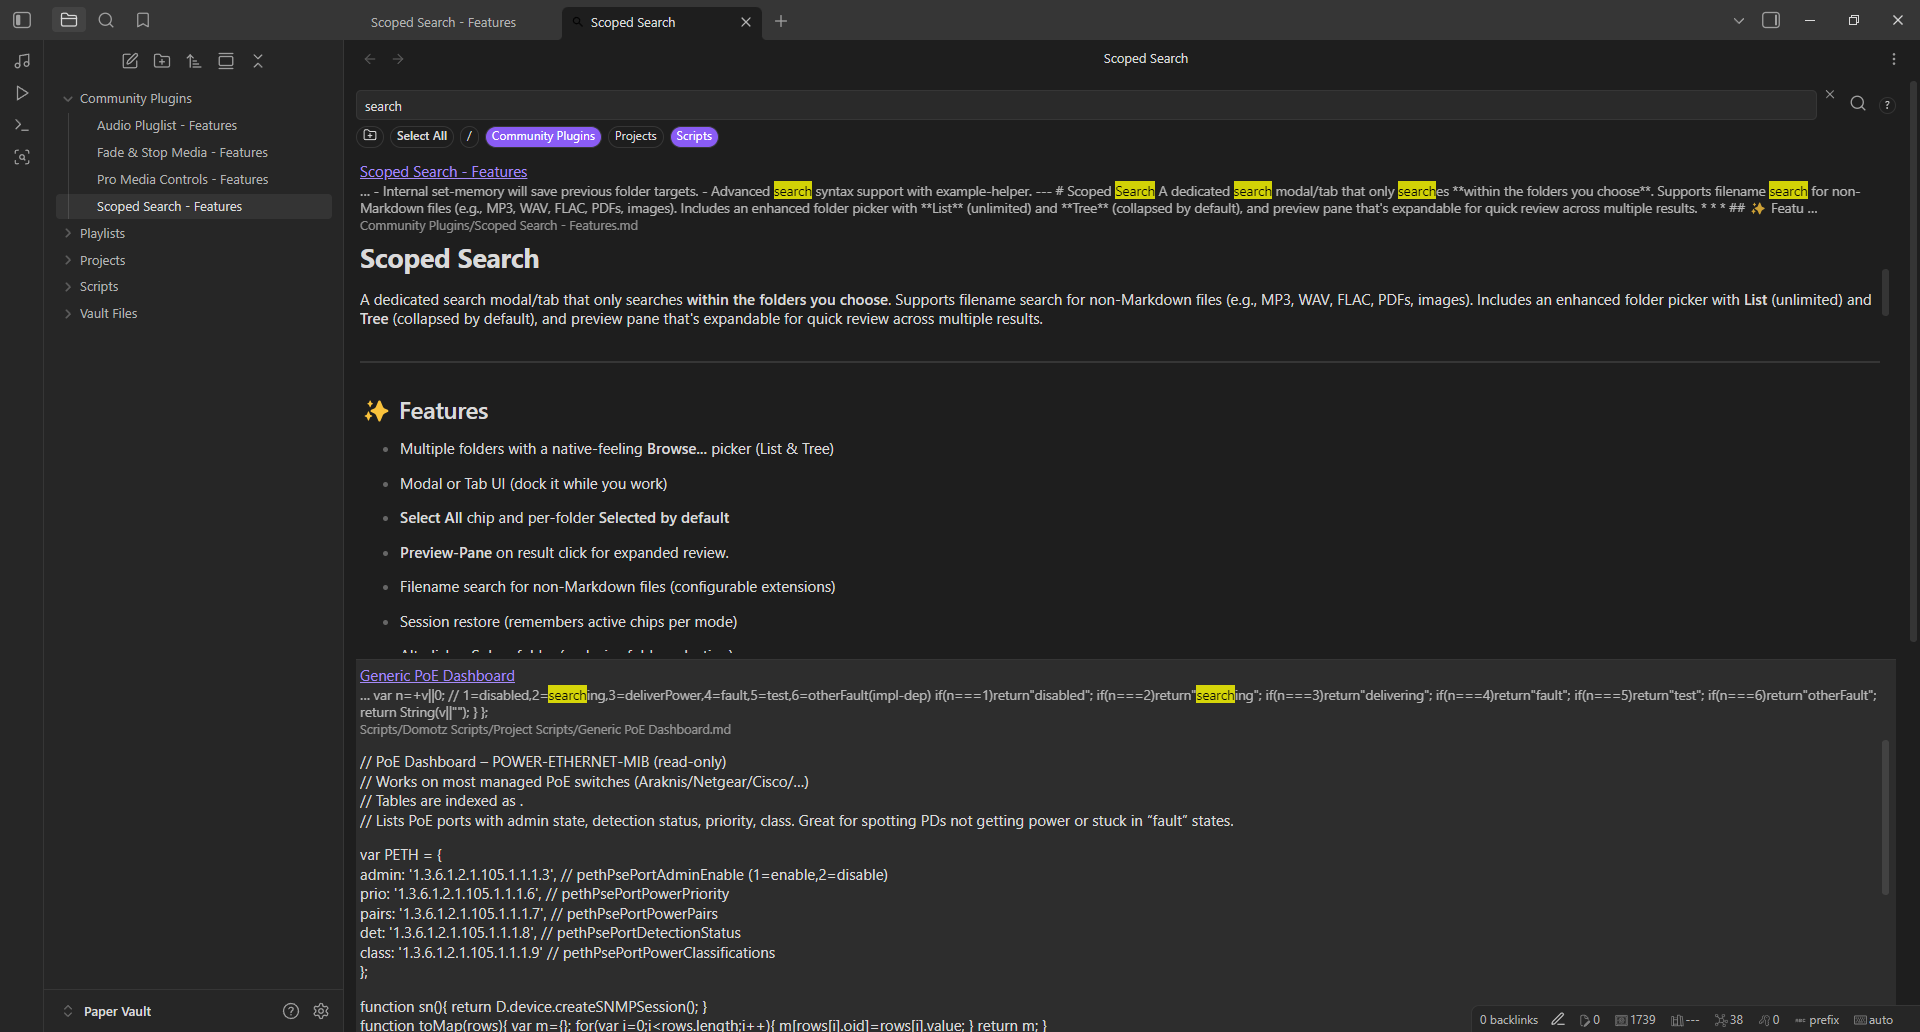 Scoped Search - Features
Scoped Search
Scoped Search
Community Plugins
Audio Pluglist - Features
Fade & Stop Media - Features
Pro Media Controls - Features
Scoped Search - Features
Playlists
Projects
Scripts
Vault Files
Paper Vault
search
?
Select All / Community Plugins Projects Scripts
Scoped Search - Features
... - Internal set-memory will save previous folder targets. - Advanced search syntax support with example-helper. --- # Scoped Search A dedicated search modal/tab that only searches **within the folders you choose**. Supports filename search for non-
Markdown files (e.g., MP3, WAV, FLAC, PDFs, images). Includes an enhanced folder picker with **List** (unlimited) and **Tree** (collapsed by default), and preview pane that's expandable for quick review across multiple results. * * * ## ✨ Featu ...
Community Plugins/Scoped Search - Features.md
Scoped Search
A dedicated search modal/tab that only searches within the folders you choose. Supports filename search for non-Markdown files (e.g., MP3, WAV, FLAC, PDFs, images). Includes an enhanced folder picker with List (unlimited) and
Tree (collapsed by default), and preview pane that's expandable for quick review across multiple results.
✨ Features
• Multiple folders with a native-feeling Browse... picker (List & Tree)
• Modal or Tab UI (dock it while you work)
• Select All chip and per-folder Selected by default
• Preview-Pane on result click for expanded review.
• Filename search for non-Markdown files (configurable extensions)
• Session restore (remembers active chips per mode)
Generic PoE Dashboard
... var n=+v||0; // 1=disabled,2=searching,3=deliverPower,4=fault,5=test,6=otherFault(impl-dep) if(n===1)return"disabled"; if(n===2)return"searching"; if(n===3)return"delivering"; if(n===4)return"fault"; if(n===5)return"test"; if(n===6)return"otherFault";
return String(v||""); } };
Scripts/Domotz Scripts/Project Scripts/Generic PoE Dashboard.md
// PoE Dashboard – POWER-ETHERNET-MIB (read-only)
// Works on most managed PoE switches (Araknis/Netgear/Cisco/...)
// Tables are indexed as .
// Lists PoE ports with admin state, detection status, priority, class. Great for spotting PDs not getting power or stuck in “fault” states.
var PETH = {
admin: '1.3.6.1.2.1.105.1.1.1.3', // pethPsePortAdminEnable (1=enable,2=disable)
prio: '1.3.6.1.2.1.105.1.1.1.6', // pethPsePortPowerPriority
pairs: '1.3.6.1.2.1.105.1.1.1.7', // pethPsePortPowerPairs
det: '1.3.6.1.2.1.105.1.1.1.8', // pethPsePortDetectionStatus
class: '1.3.6.1.2.1.105.1.1.1.9' // pethPsePortPowerClassifications
};
function sn(){ return D.device.createSNMPSession(); }
function toMap(rows){ var m={}; for(var i=0;i<rows.length;i++){ m[rows[i].oid]=rows[i].value; } return m; }
0 backlinks 0 1739 --- 38 0 prefix auto